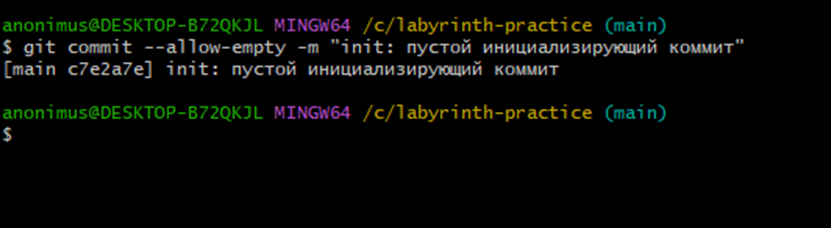 anonimus@DESKTOP-B72QKJL MINGW64 /c/labyrinth-practice (main)
$ git commit --allow-empty -m "init: пустой инициализирующий коммит"
[main c7e2a7e] init: пустой инициализирующий коммит
anonimus@DESKTOP-B72QKJL MINGW64 /c/labyrinth-practice (main)
$